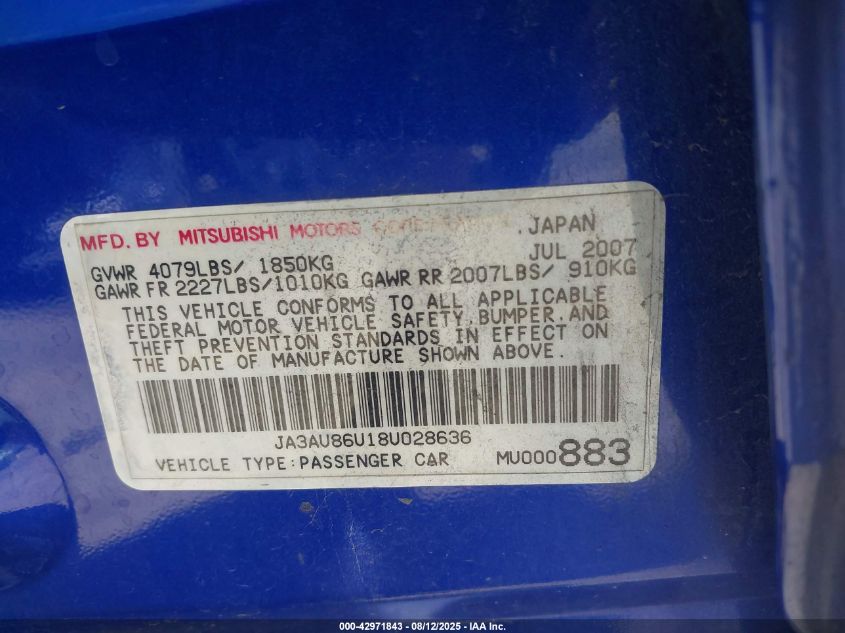 MFD. BY MITSUBISHI MOTORS CORPORATION, JAPAN
JUL 2007
GVWR 4079LBS/ 1850KG
GAWR FR 2227LBS/1010KG GAWR RR 2007LBS/ 910KG
THIS VEHICLE CONFORMS TO ALL APPLICABLE
FEDERAL MOTOR VEHICLE SAFETY, BUMPER, AND
THEFT PREVENTION STANDARDS IN EFFECT ON
THE DATE OF MANUFACTURE SHOWN ABOVE.
JA3AU86U18U028636
VEHICLE TYPE:PASSENGER CAR MU000883
000-42971843 - 08/12/2025 - IAA Inc.